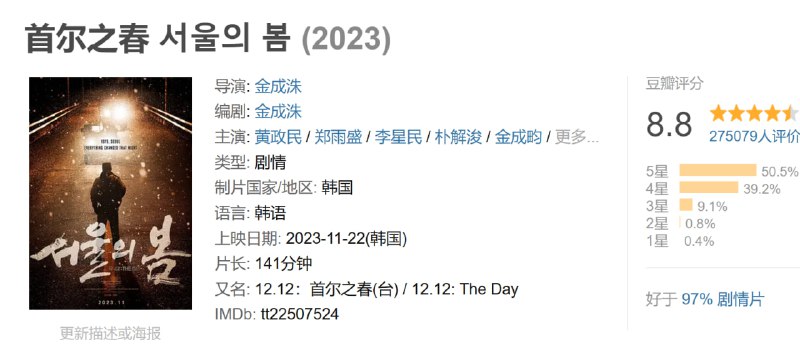 首尔之春 서울의 봄 (2023)
1979, SEOUL
EVERYTHING CHANGED THAT NIGHT
서울의 봄
2023.11
更新描述或海报
导演: 金成洙
编剧: 金成洙
主演: 黄政民 / 郑雨盛 / 李星民 / 朴解浚 / 金成畇 / 更多...
类型: 剧情
制片国家/地区: 韩国
语言: 韩语
上映日期: 2023-11-22(韩国)
片长: 141分钟
又名: 12.12：首尔之春(台) / 12.12: The Day
IMDb: tt22507524
豆瓣评分
8.8
275079人评价
5星 50.5%
4星 39.2%
3星 9.1%
2星 0.8%
1星 0.4%
好于 97% 剧情片